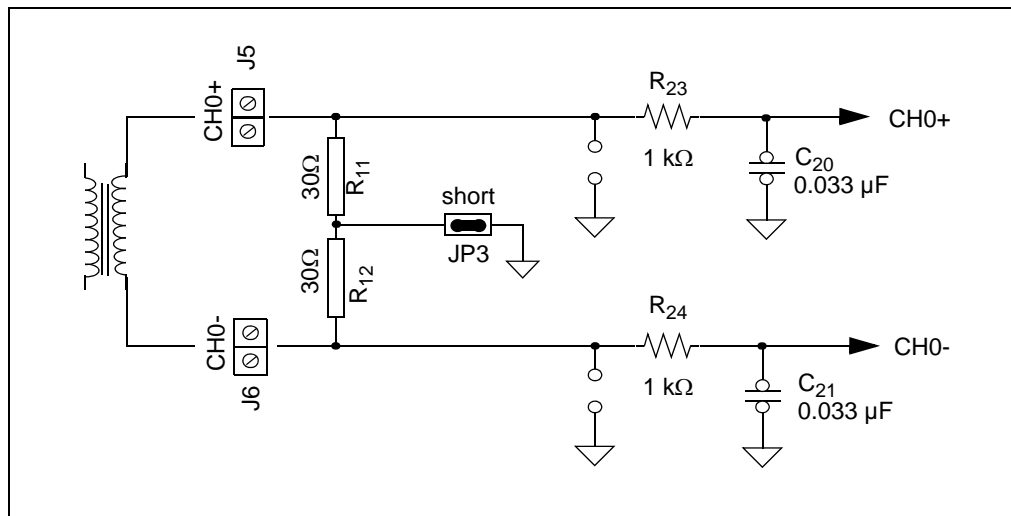 J5
CH0+
R23
CH0+
1 kΩ
C20
0.033 µF
30Ω
R11
short
JP3
30Ω
R12
R24
CH0-
CH0-
1 kΩ
C21
0.033 µF
J6